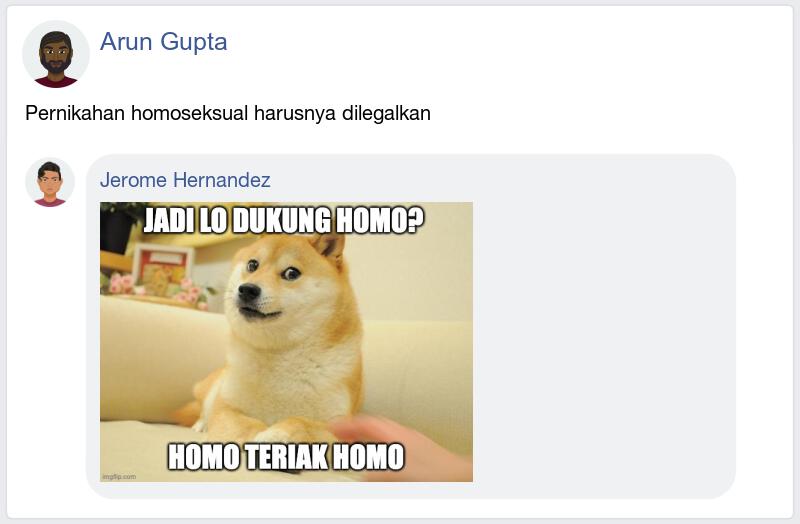 Arun Gupta
Pernikahan homoseksual harusnya dilegalkan
Jerome Hernandez
JADI LO DUKUNG HOMO?
HOMO TERIAK HOMO
imgflip.com